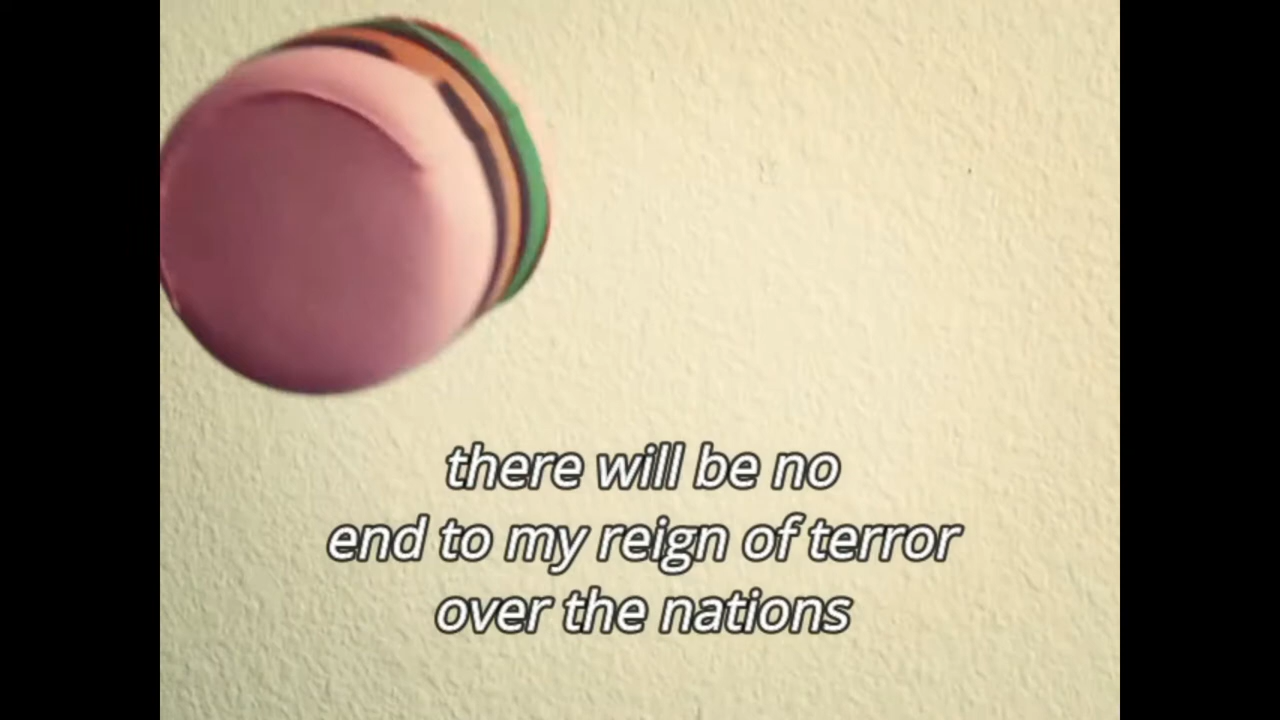 there will be no
end to my reign of terror
over the nations